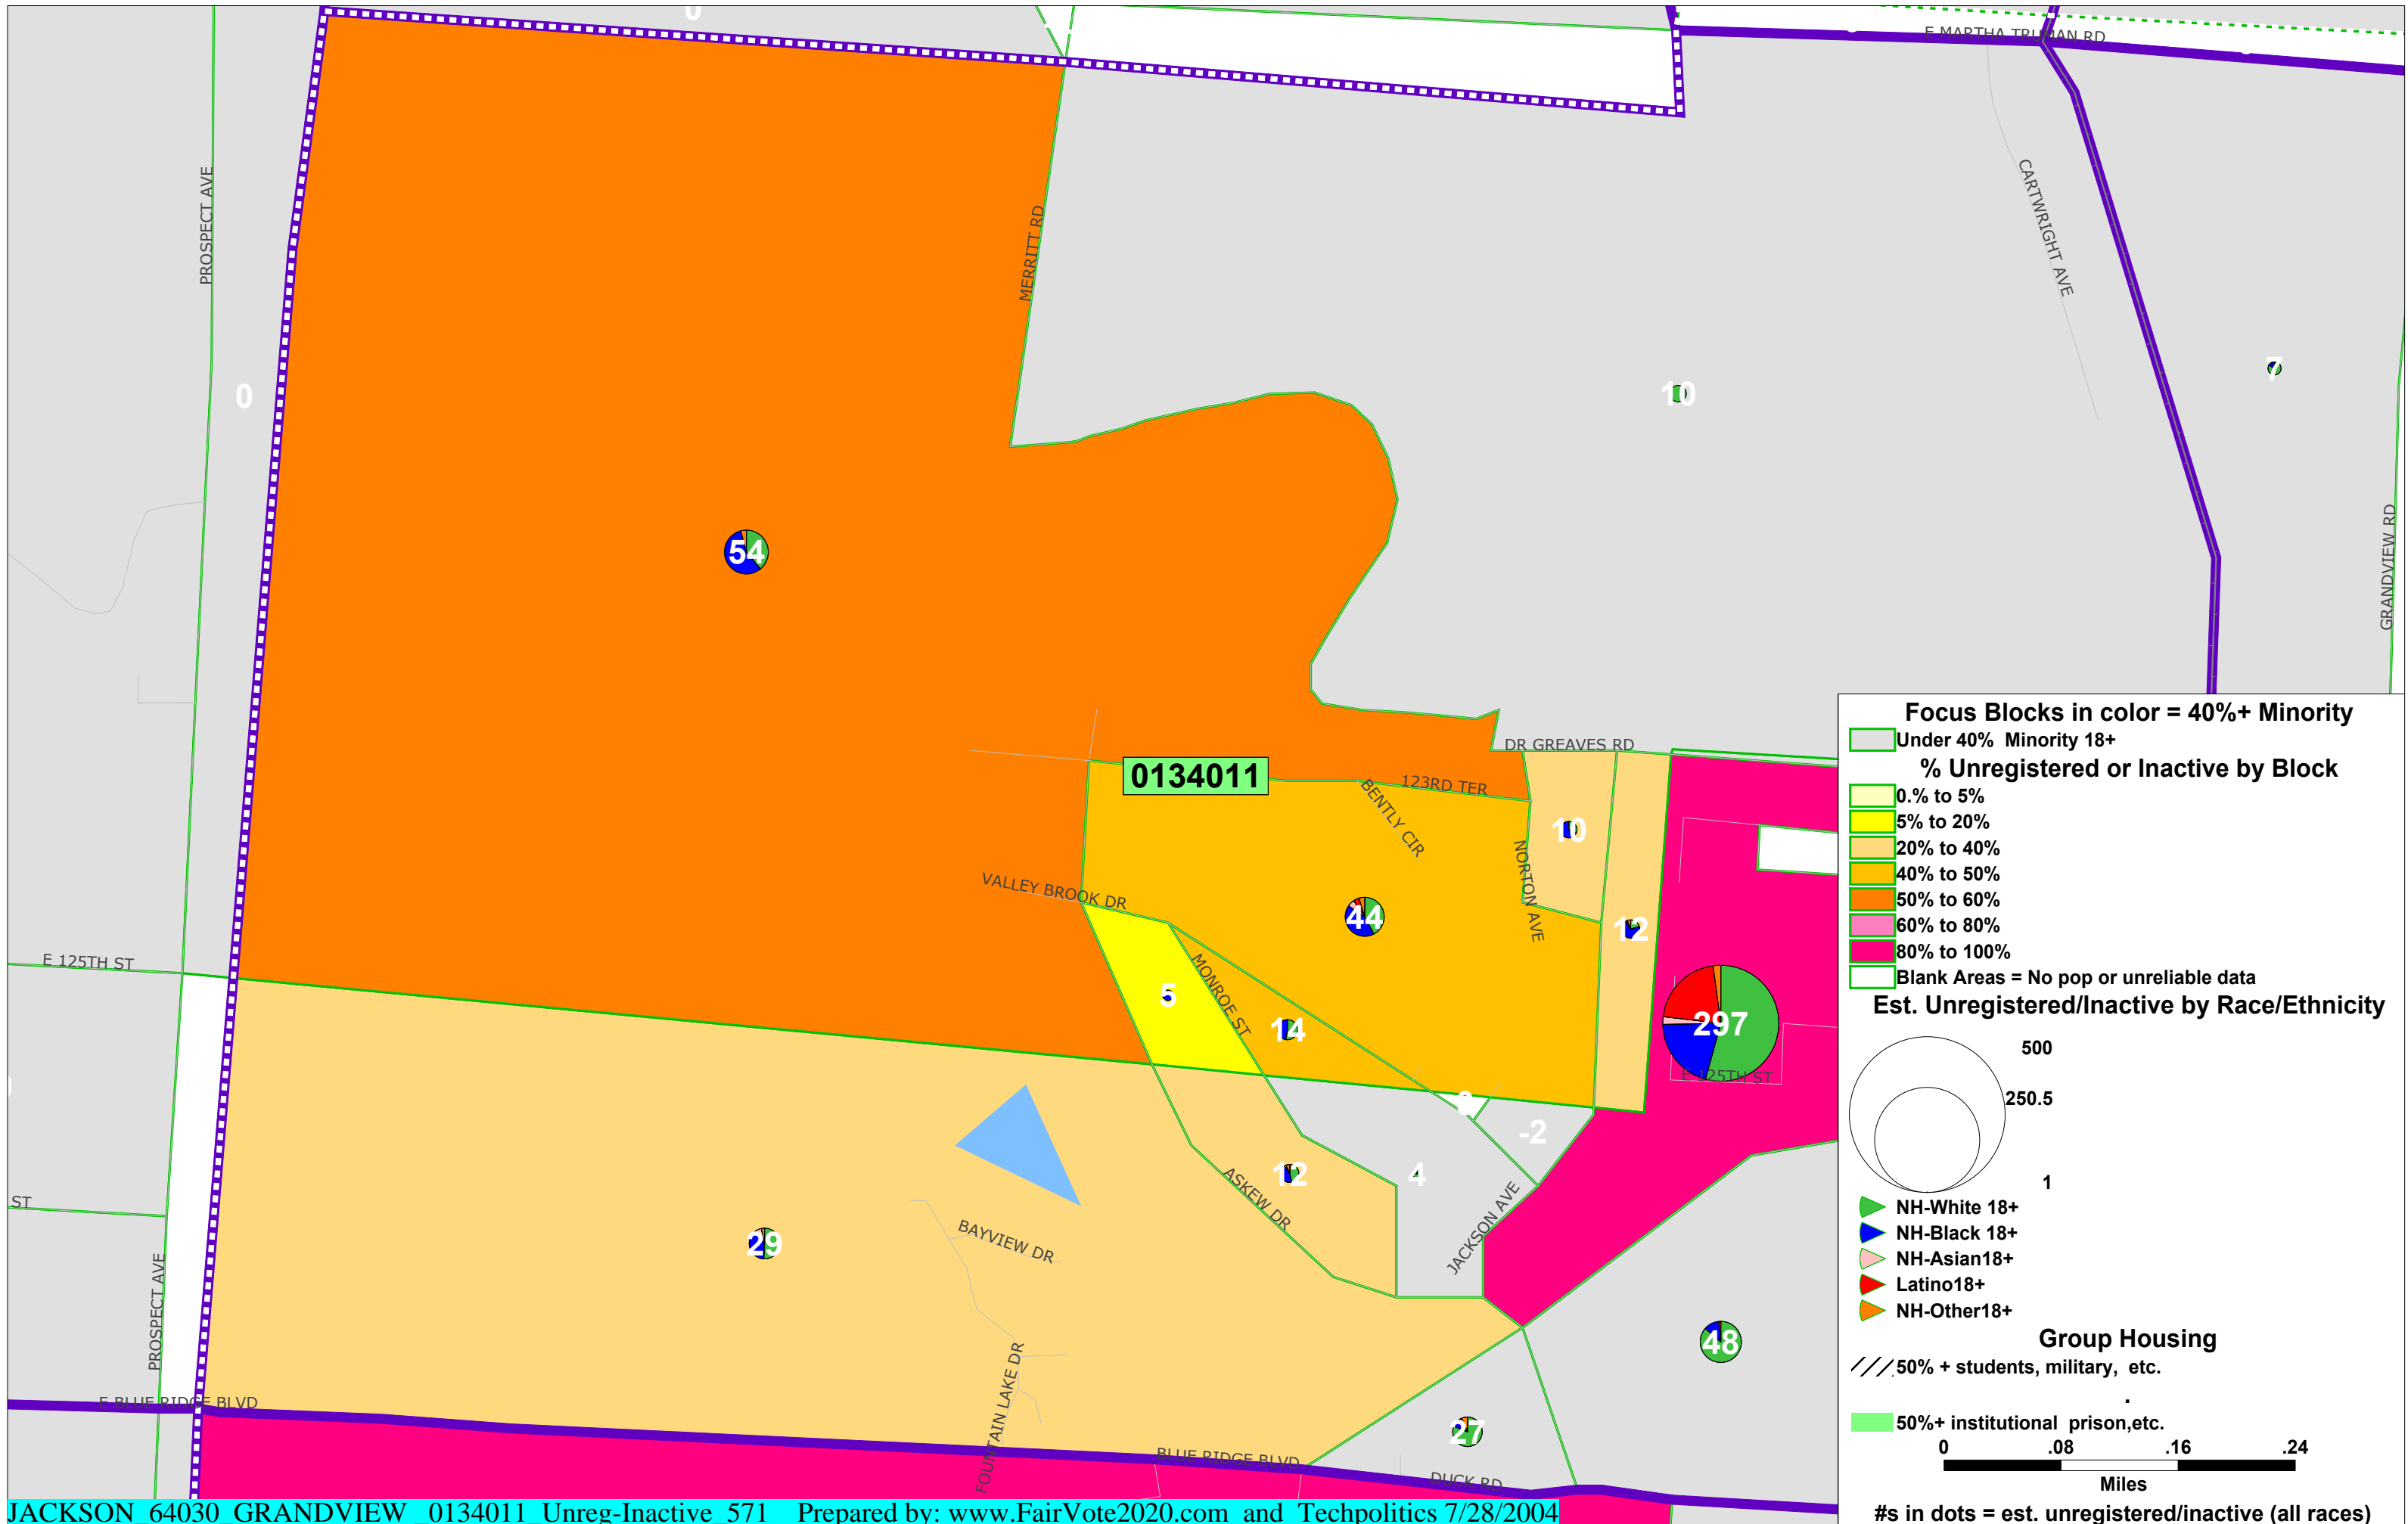 0
E MARTHA TRUMAN RD
PROSPECT AVE
MERRITT RD
CARTWRIGHT AVE
GRANDVIEW RD
0
10
7
54
DR GREAVES RD
0134011
123RD TER
BENTLY CIR
NORTON AVE
10
VALLEY BROOK DR
44
12
E 125TH ST
MONROE ST
5
14
297
E 125TH ST
-2
12
4
ASKEW DR
JACKSON AVE
ST
BAYVIEW DR
29
PROSPECT AVE
FOUNTAIN LAKE DR
48
27
E BLUE RIDGE BLVD
BLUE RIDGE BLVD
DUCK RD
Focus Blocks in color = 40%+ Minority
Under 40% Minority 18+
% Unregistered or Inactive by Block
0.% to 5%
5% to 20%
20% to 40%
40% to 50%
50% to 60%
60% to 80%
80% to 100%
Blank Areas = No pop or unreliable data
Est. Unregistered/Inactive by Race/Ethnicity
500
250.5
1
NH-White 18+
NH-Black 18+
NH-Asian18+
Latino18+
NH-Other18+
Group Housing
50% + students, military, etc.
.
50%+ institutional prison,etc.
0 .08 .16 .24
Miles
#s in dots = est. unregistered/inactive (all races)
JACKSON 64030 GRANDVIEW 0134011 Unreg-Inactive 571 Prepared by: www.FairVote2020.com and Techpolitics 7/28/2004